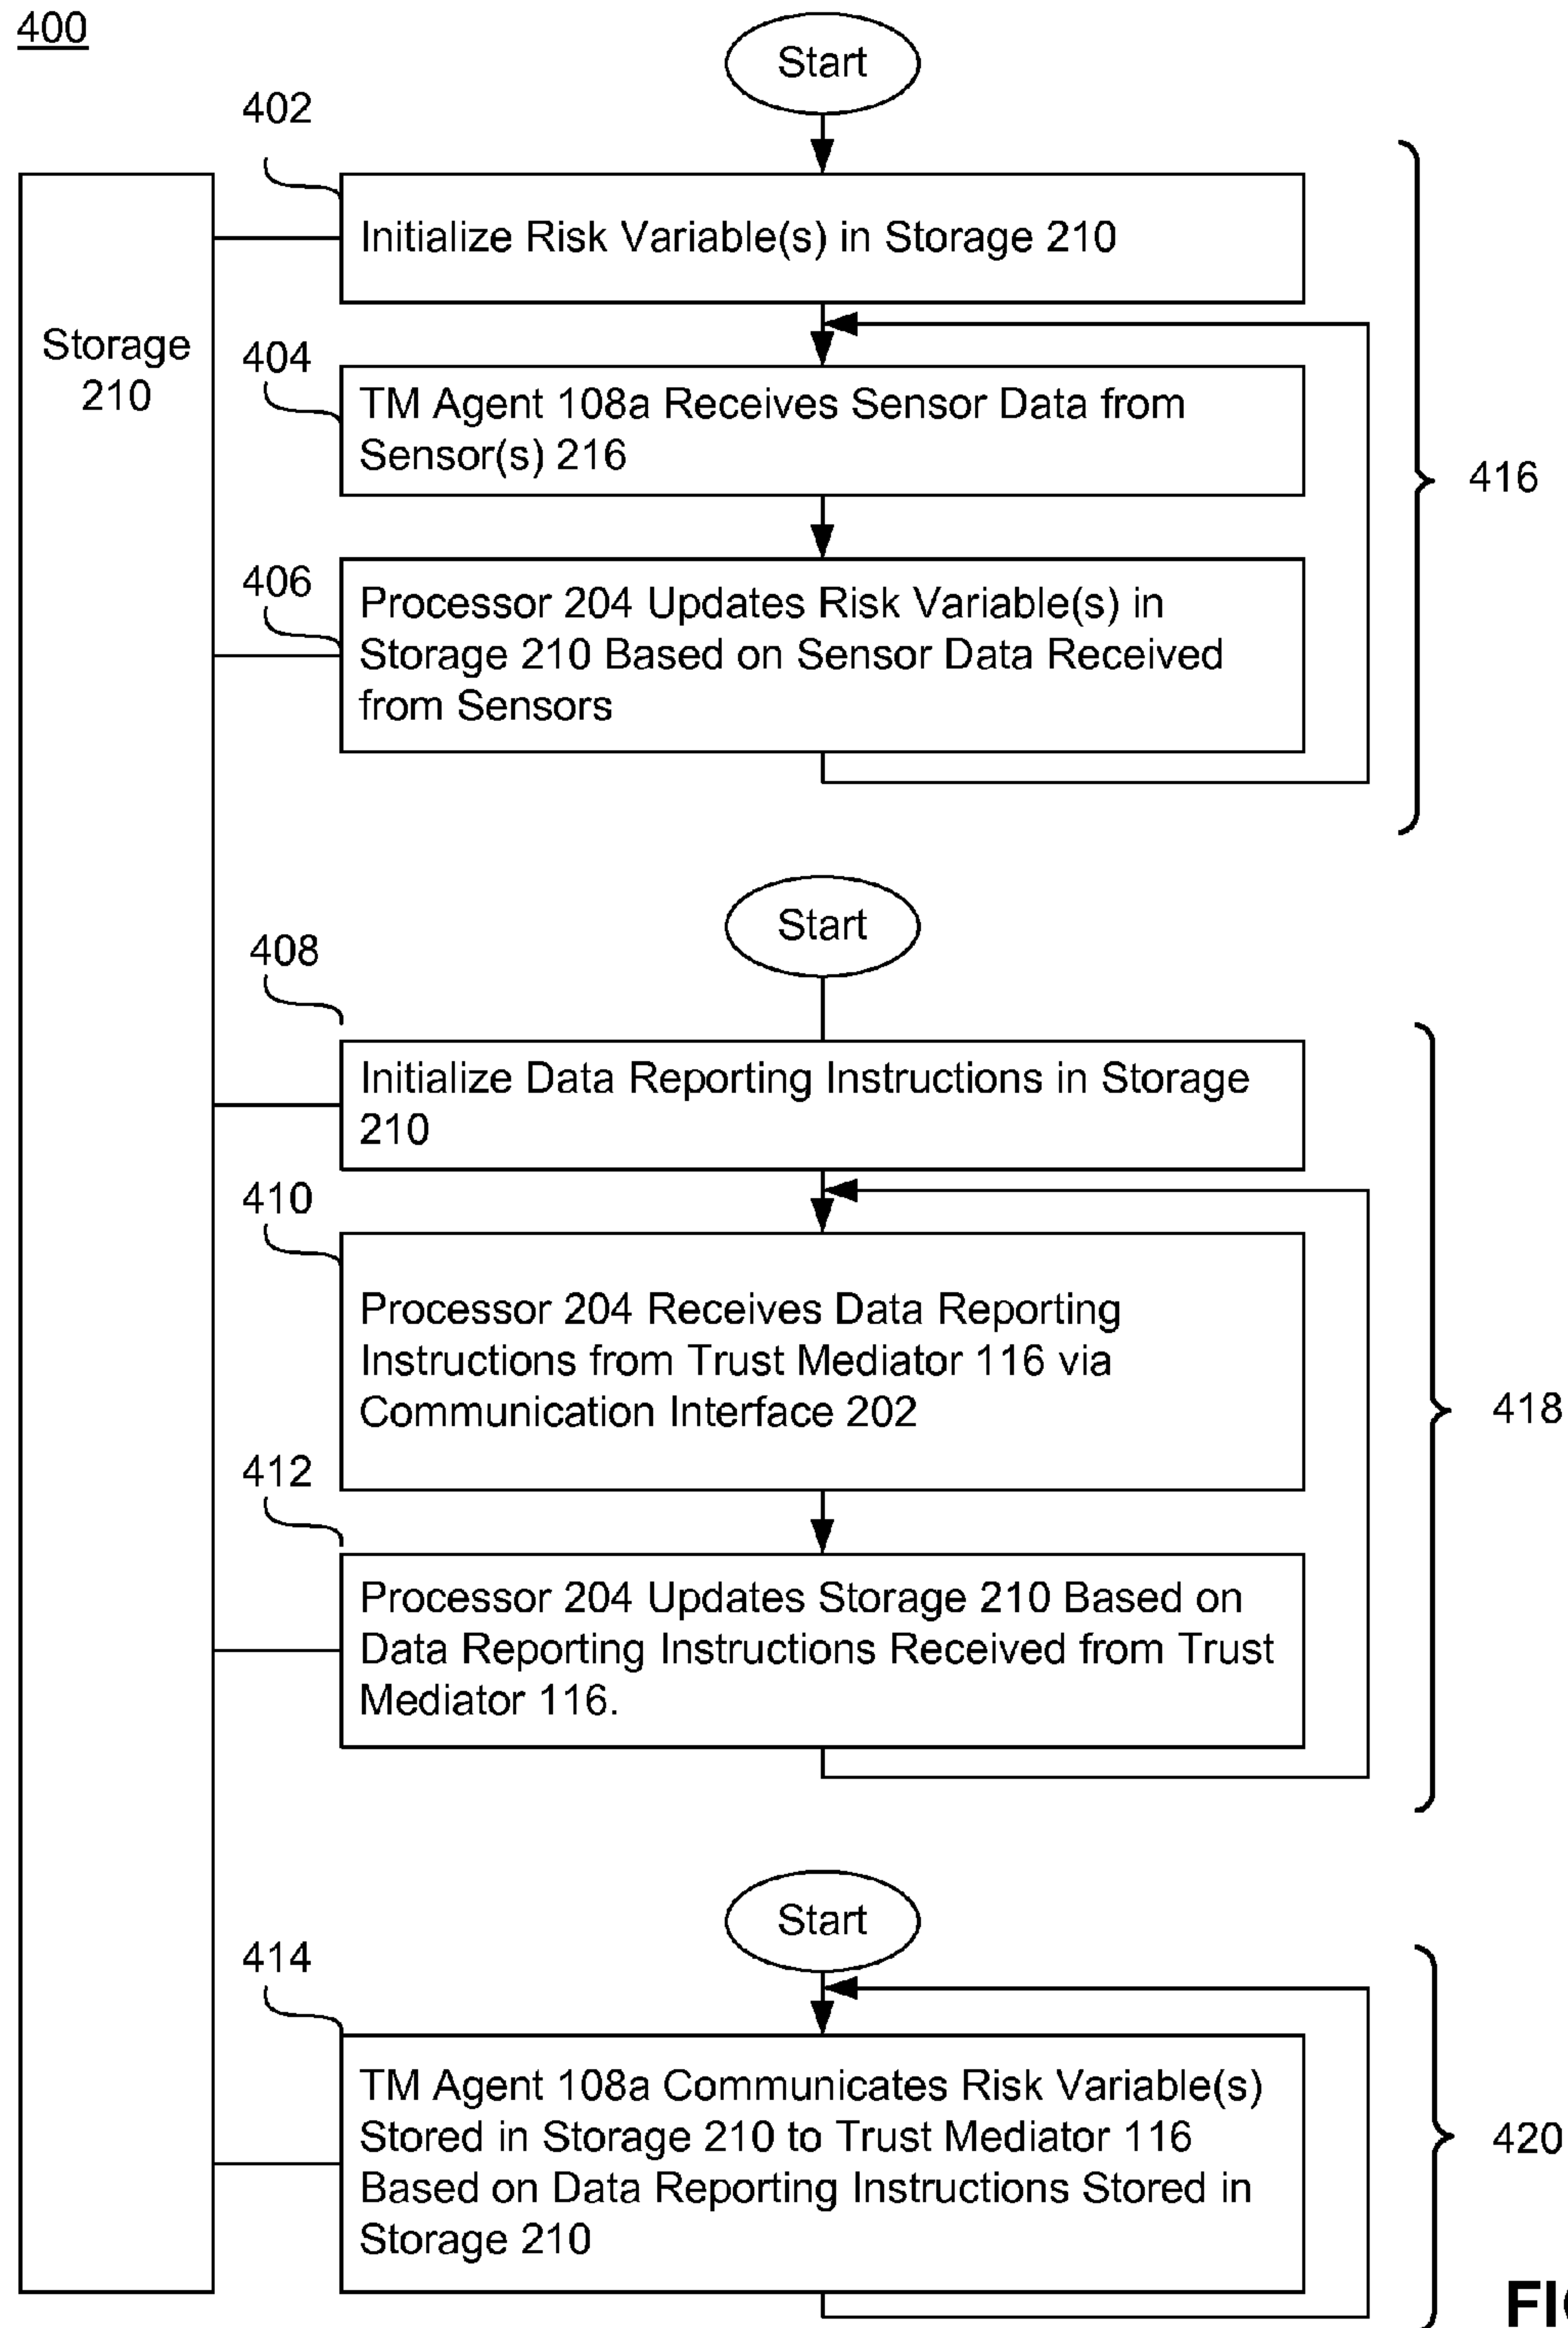 400
Start
402
Initialize Risk Variable(s) in Storage 210
Storage
210
404
TM Agent 108a Receives Sensor Data from
Sensor(s) 216
416
406
Processor 204 Updates Risk Variable(s) in
Storage 210 Based on Sensor Data Received
from Sensors
Start
408
Initialize Data Reporting Instructions in Storage
210
410
Processor 204 Receives Data Reporting
Instructions from Trust Mediator 116 via
Communication Interface 202
418
412
Processor 204 Updates Storage 210 Based on
Data Reporting Instructions Received from Trust
Mediator 116.
Start
414
TM Agent 108a Communicates Risk Variable(s)
Stored in Storage 210 to Trust Mediator 116
Based on Data Reporting Instructions Stored in
Storage 210
420